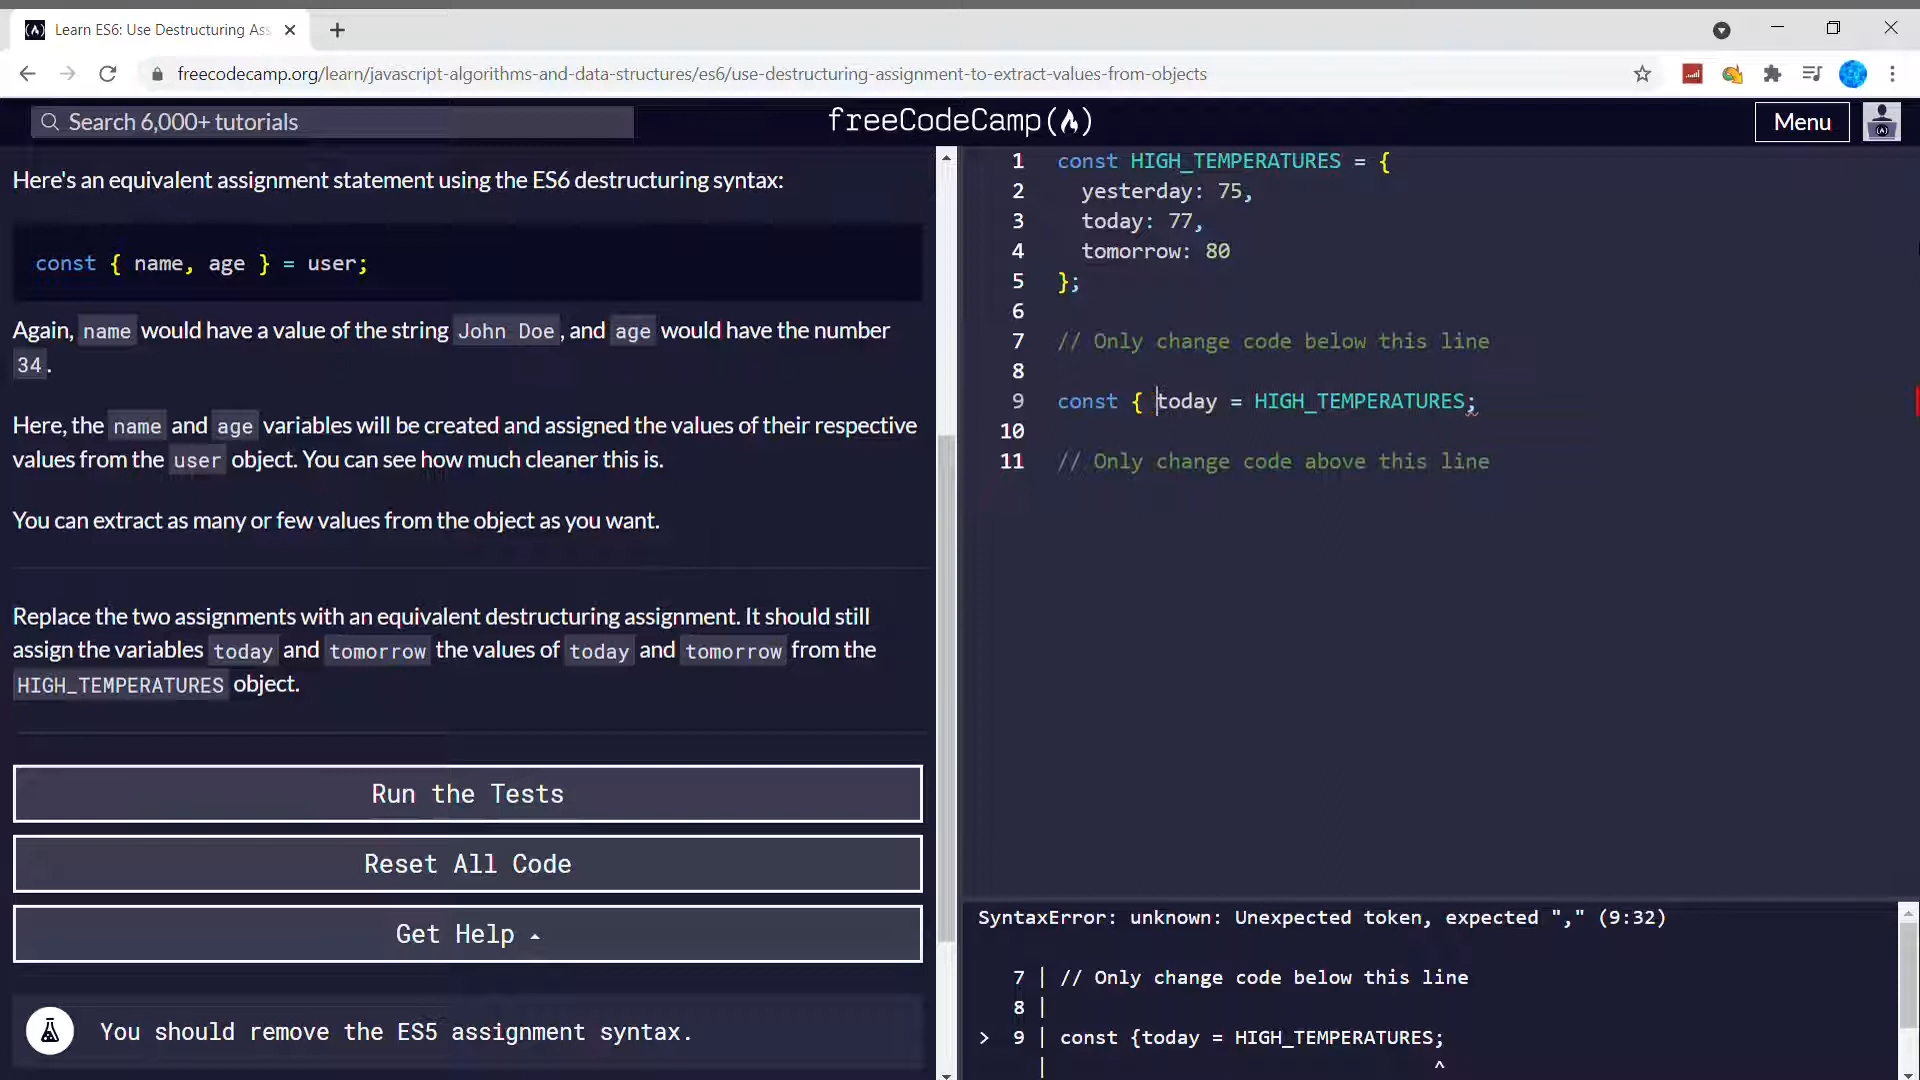 Learn ES6: Use Destructuring Ass
freecodecamp.org/learn/javascript-algorithms-and-data-structures/es6/use-destructuring-assignment-to-extract-values-from-objects
Search 6,000+ tutorials
freeCodeCamp(🔥)
Menu
Here's an equivalent assignment statement using the ES6 destructuring syntax:
const { name, age } = user;
Again, name would have a value of the string John Doe, and age would have the number
34.
Here, the name and age variables will be created and assigned the values of their respective
values from the user object. You can see how much cleaner this is.
You can extract as many or few values from the object as you want.
Replace the two assignments with an equivalent destructuring assignment. It should still
assign the variables today and tomorrow the values of today and tomorrow from the
HIGH_TEMPERATURES object.
Run the Tests
Reset All Code
Get Help
You should remove the ES5 assignment syntax.
1 const HIGH_TEMPERATURES = {
2 yesterday: 75,
3 today: 77,
4 tomorrow: 80
5 };
6
7 // Only change code below this line
8
9 const { today = HIGH_TEMPERATURES;
10
11 // Only change code above this line
SyntaxError: unknown: Unexpected token, expected "," (9:32)
7 | // Only change code below this line
8 |
> 9 | const {today = HIGH_TEMPERATURES;
| ^